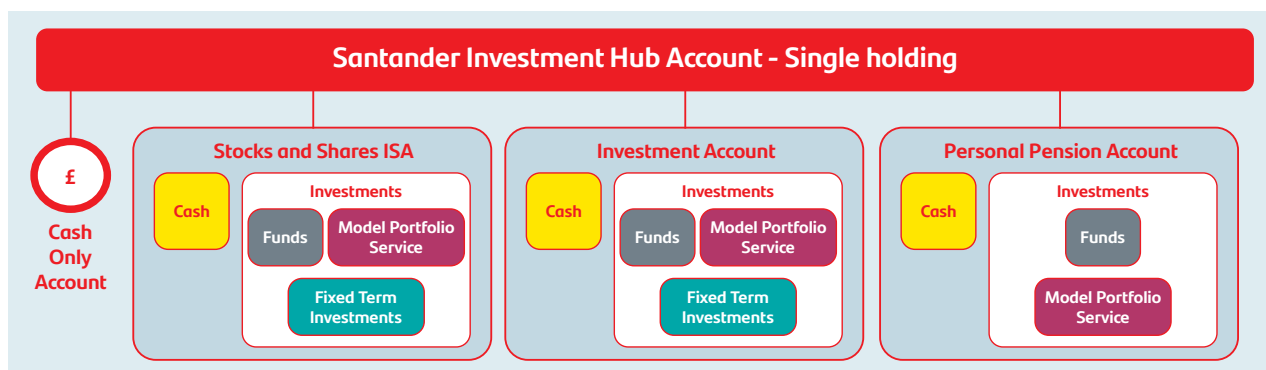 Santander Investment Hub Account - Single holding
£
Cash
Only
Account
Stocks and Shares ISA
Cash
Investments
Funds
Model Portfolio
Service
Fixed Term
Investments
Investment Account
Cash
Investments
Funds
Model Portfolio
Service
Fixed Term
Investments
Personal Pension Account
Cash
Investments
Funds
Model Portfolio
Service